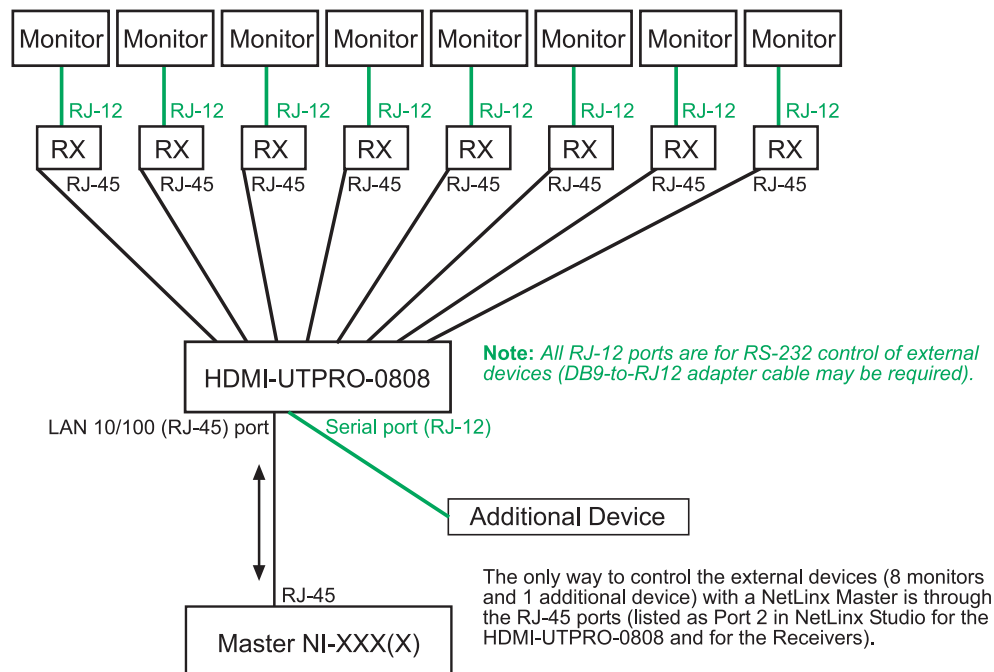 Monitor Monitor Monitor Monitor Monitor Monitor Monitor Monitor
RJ-12 RJ-12 RJ-12 RJ-12 RJ-12 RJ-12 RJ-12 RJ-12
RX RX RX RX RX RX RX RX
RJ-45 RJ-45 RJ-45 RJ-45 RJ-45 RJ-45 RJ-45 RJ-45
HDMI-UTPRO-0808
Note: All RJ-12 ports are for RS-232 control of external
devices (DB9-to-RJ12 adapter cable may be required).
LAN 10/100 (RJ-45) port
Serial port (RJ-12)
Additional Device
The only way to control the external devices (8 monitors
and 1 additional device) with a NetLinx Master is through
the RJ-45 ports (listed as Port 2 in NetLinx Studio for the
HDMI-UTPRO-0808 and for the Receivers).
RJ-45
Master NI-XXX(X)